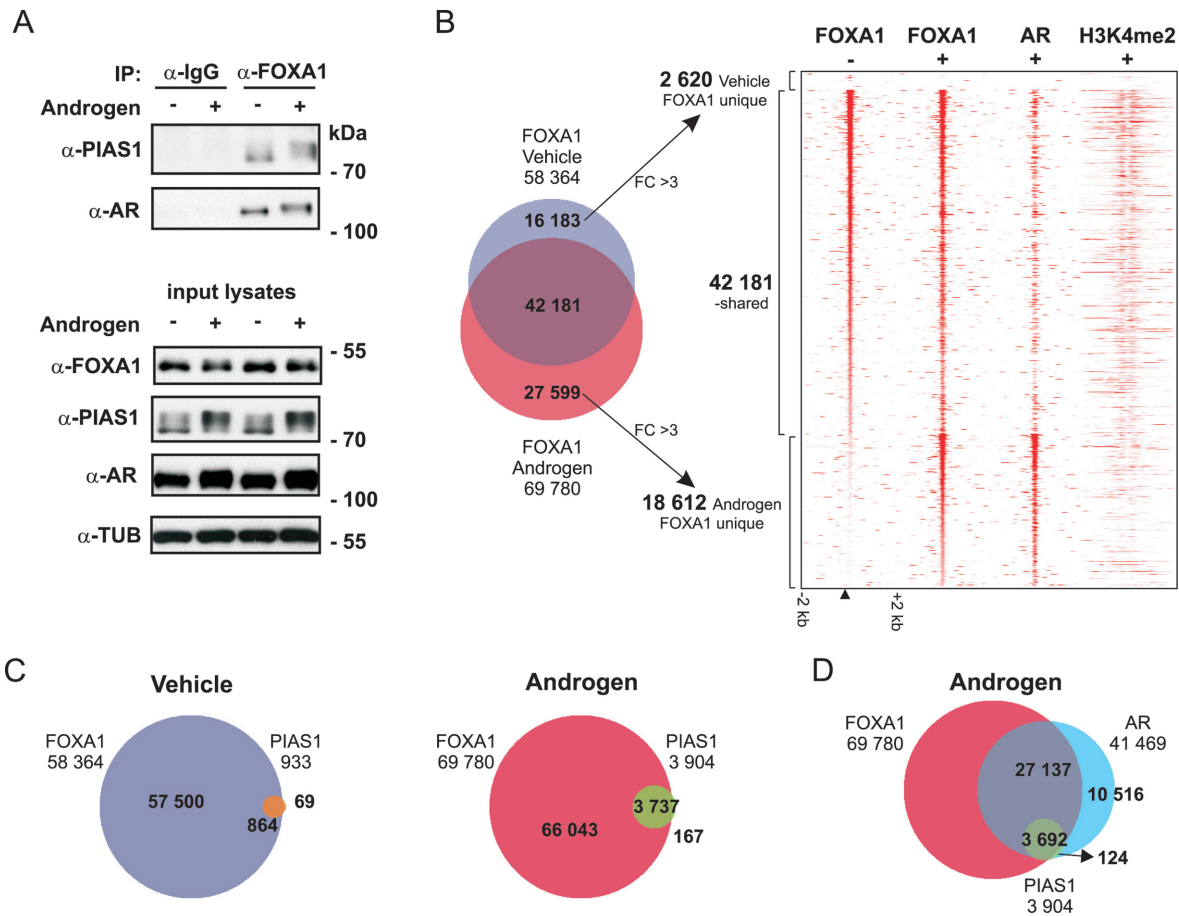 A
IP: α-IgG α-FOXA1
Androgen - + - +
kDa
α-PIAS1
- 70
α-AR
- 100
input lysates
Androgen - + - +
- 55
α-FOXA1
α-PIAS1
- 70
α-AR
- 100
α-TUB
- 55
B
FOXA1 FOXA1 AR H3K4me2
- + + +
2 620 Vehicle
FOXA1 unique
FOXA1
Vehicle
58 364
FC >3
16 183
42 181
42 181
-shared
27 599
FC >3
FOXA1
Androgen
69 780
18 612 Androgen
FOXA1 unique
-2 kb
+2 kb
C
Vehicle
FOXA1
58 364
PIAS1
933
57 500
69
864
Androgen
FOXA1
69 780
PIAS1
3 904
3 737
66 043
167
D
Androgen
FOXA1
69 780
AR
41 469
27 137
10 516
3 692
124
PIAS1
3 904